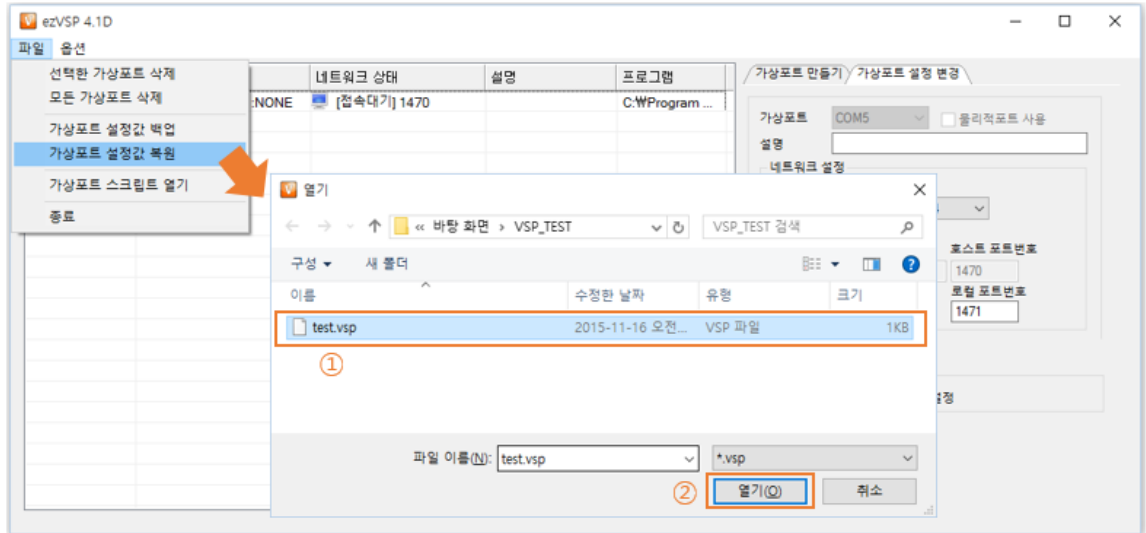 ezVSP 4.1D
파일 옵션
선택한 가상포트 삭제
모든 가상포트 삭제
가상포트 설정값 백업
가상포트 설정값 복원
가상포트 스크립트 열기
종료
네트워크 상태 설명 프로그램
:NONE [접속대기] 1470 C:₩Program ...
가상포트 만들기 가상포트 설정 변경
가상포트 COM5 물리적포트 사용
설명
네트워크 설정
호스트 포트번호
1470
로컬 포트번호
1471
설정
열기
« 바탕 화면 › VSP_TEST VSP_TEST 검색
구성 새 폴더
이름 수정한 날짜 유형 크기
test.vsp 2015-11-16 오전... VSP 파일 1KB
①
파일 이름(N): test.vsp *.vsp
② 열기(O) 취소